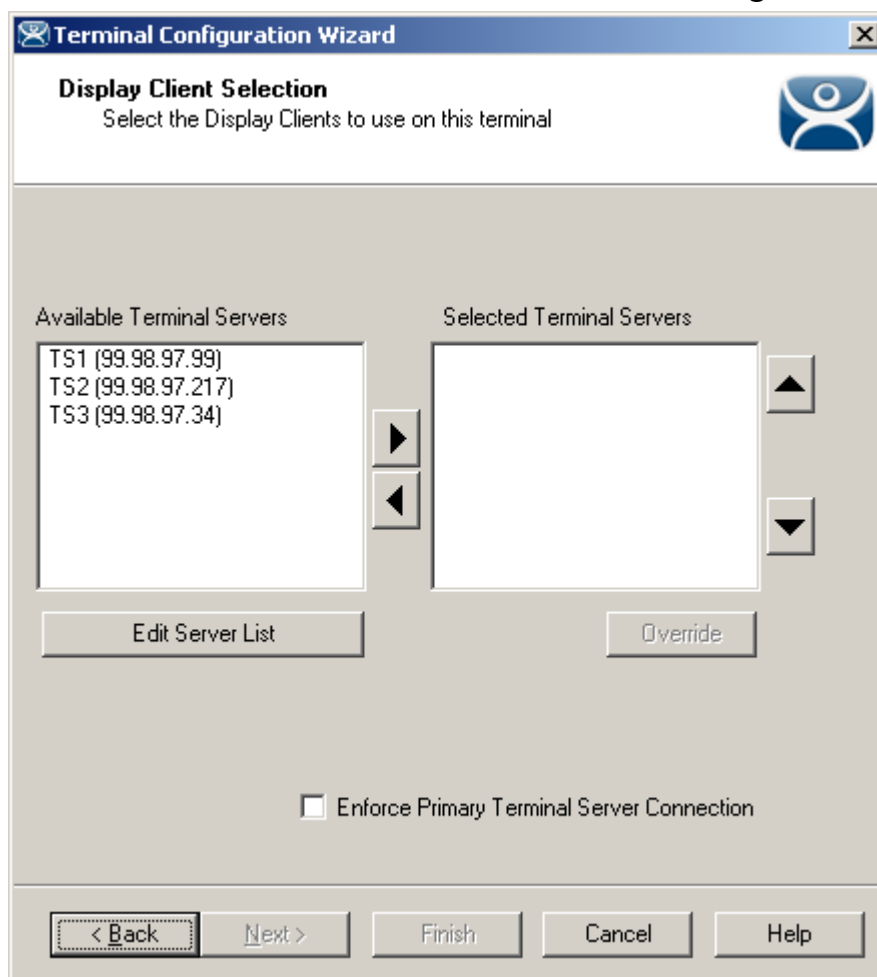 Terminal Configuration Wizard
Display Client Selection
Select the Display Clients to use on this terminal
Available Terminal Servers
Selected Terminal Servers
TS1 (99.98.97.99)
TS2 (99.98.97.217)
TS3 (99.98.97.34)
Edit Server List
Override
Enforce Primary Terminal Server Connection
< Back
Next >
Finish
Cancel
Help